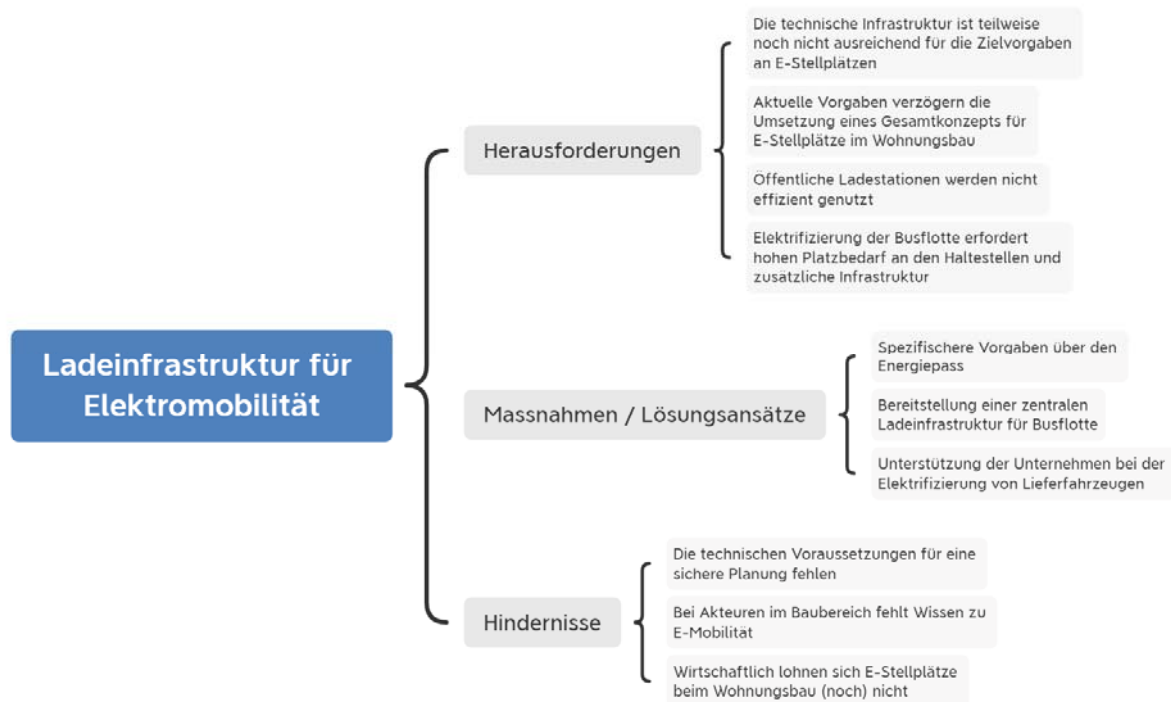 Ladeinfrastruktur für
Elektromobilität
Herausforderungen
Die technische Infrastruktur ist teilweise
noch nicht ausreichend für die Zielvorgaben
an E-Stellplätzen
Aktuelle Vorgaben verzögern die
Umsetzung eines Gesamtkonzepts für
E-Stellplätze im Wohnungsbau
Öffentliche Ladestationen werden nicht
effizient genutzt
Elektrifizierung der Busflotte erfordert
hohen Platzbedarf an den Haltestellen und
zusätzliche Infrastruktur
Massnahmen / Lösungsansätze
Spezifischere Vorgaben über den
Energiepass
Bereitstellung einer zentralen
Ladeinfrastruktur für Busflotte
Unterstützung der Unternehmen bei der
Elektrifizierung von Lieferfahrzeugen
Hindernisse
Die technischen Voraussetzungen für eine
sichere Planung fehlen
Bei Akteuren im Baubereich fehlt Wissen zu
E-Mobilität
Wirtschaftlich lohnen sich E-Stellplätze
beim Wohnungsbau (noch) nicht